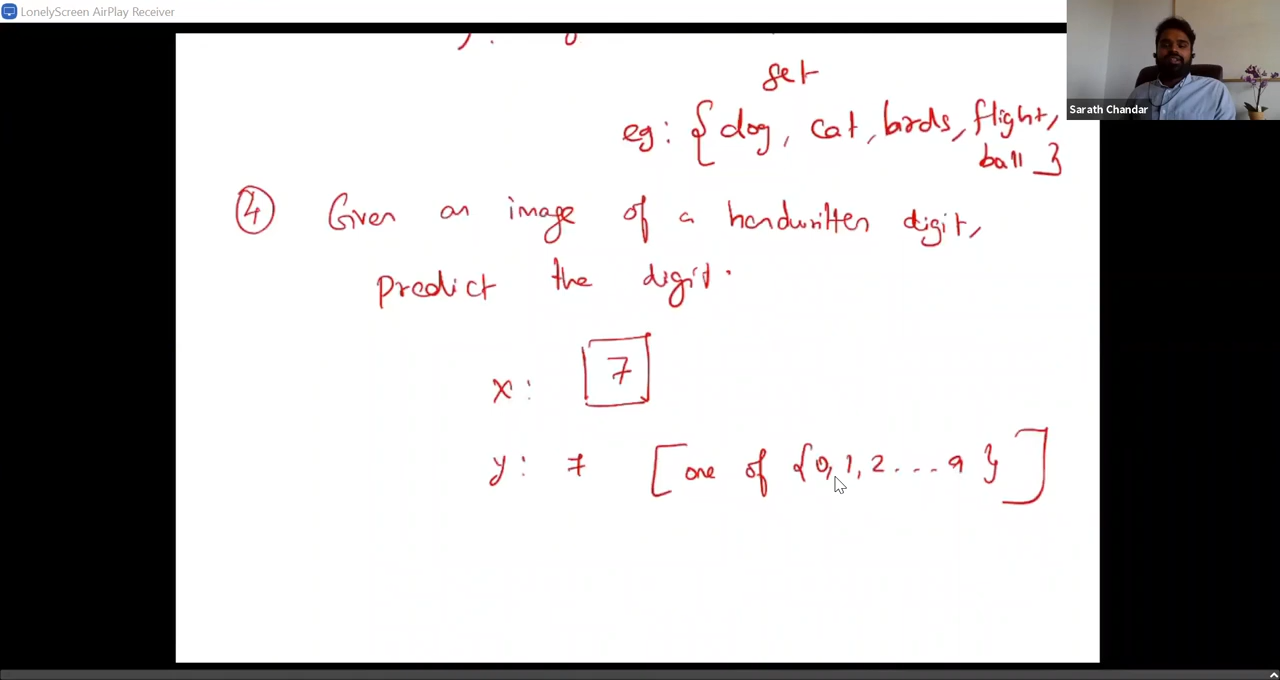 LonelyScreen AirPlay Receiver
Sarath Chandar
set
eg: { dog, cat, birds, flight,
ball }
4 Given an image of a handwritten digit,
predict the digit.
x: 7
y: 7 [ one of { 0, 1, 2 ... 9 } ]